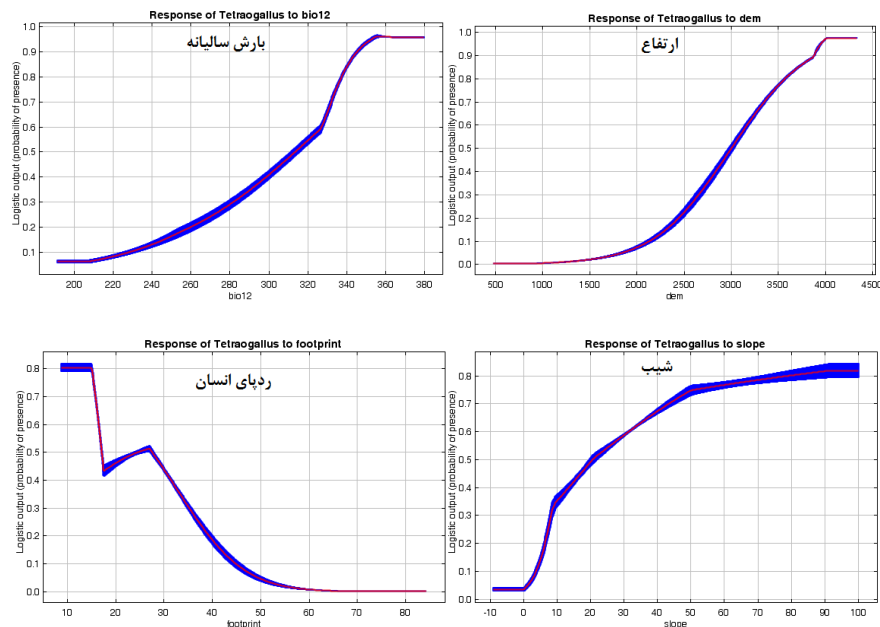 Response of Tetraogallus to bio12
بارش سالیانه
Logistic output (probability of presence)
1.0
0.9
0.8
0.7
0.6
0.5
0.4
0.3
0.2
0.1
200 220 240 260 280 300 320 340 360 380
bio12
Response of Tetraogallus to dem
ارتفاع
Logistic output (probability of presence)
1.0
0.9
0.8
0.7
0.6
0.5
0.4
0.3
0.2
0.1
0.0
500 1000 1500 2000 2500 3000 3500 4000 4500
dem
Response of Tetraogallus to footprint
ردپای انسان
Logistic output (probability of presence)
0.8
0.7
0.6
0.5
0.4
0.3
0.2
0.1
0.0
10 20 30 40 50 60 70 80
footprint
Response of Tetraogallus to slope
شیب
Logistic output (probability of presence)
0.8
0.7
0.6
0.5
0.4
0.3
0.2
0.1
0.0
-10 0 10 20 30 40 50 60 70 80 90 100
slope